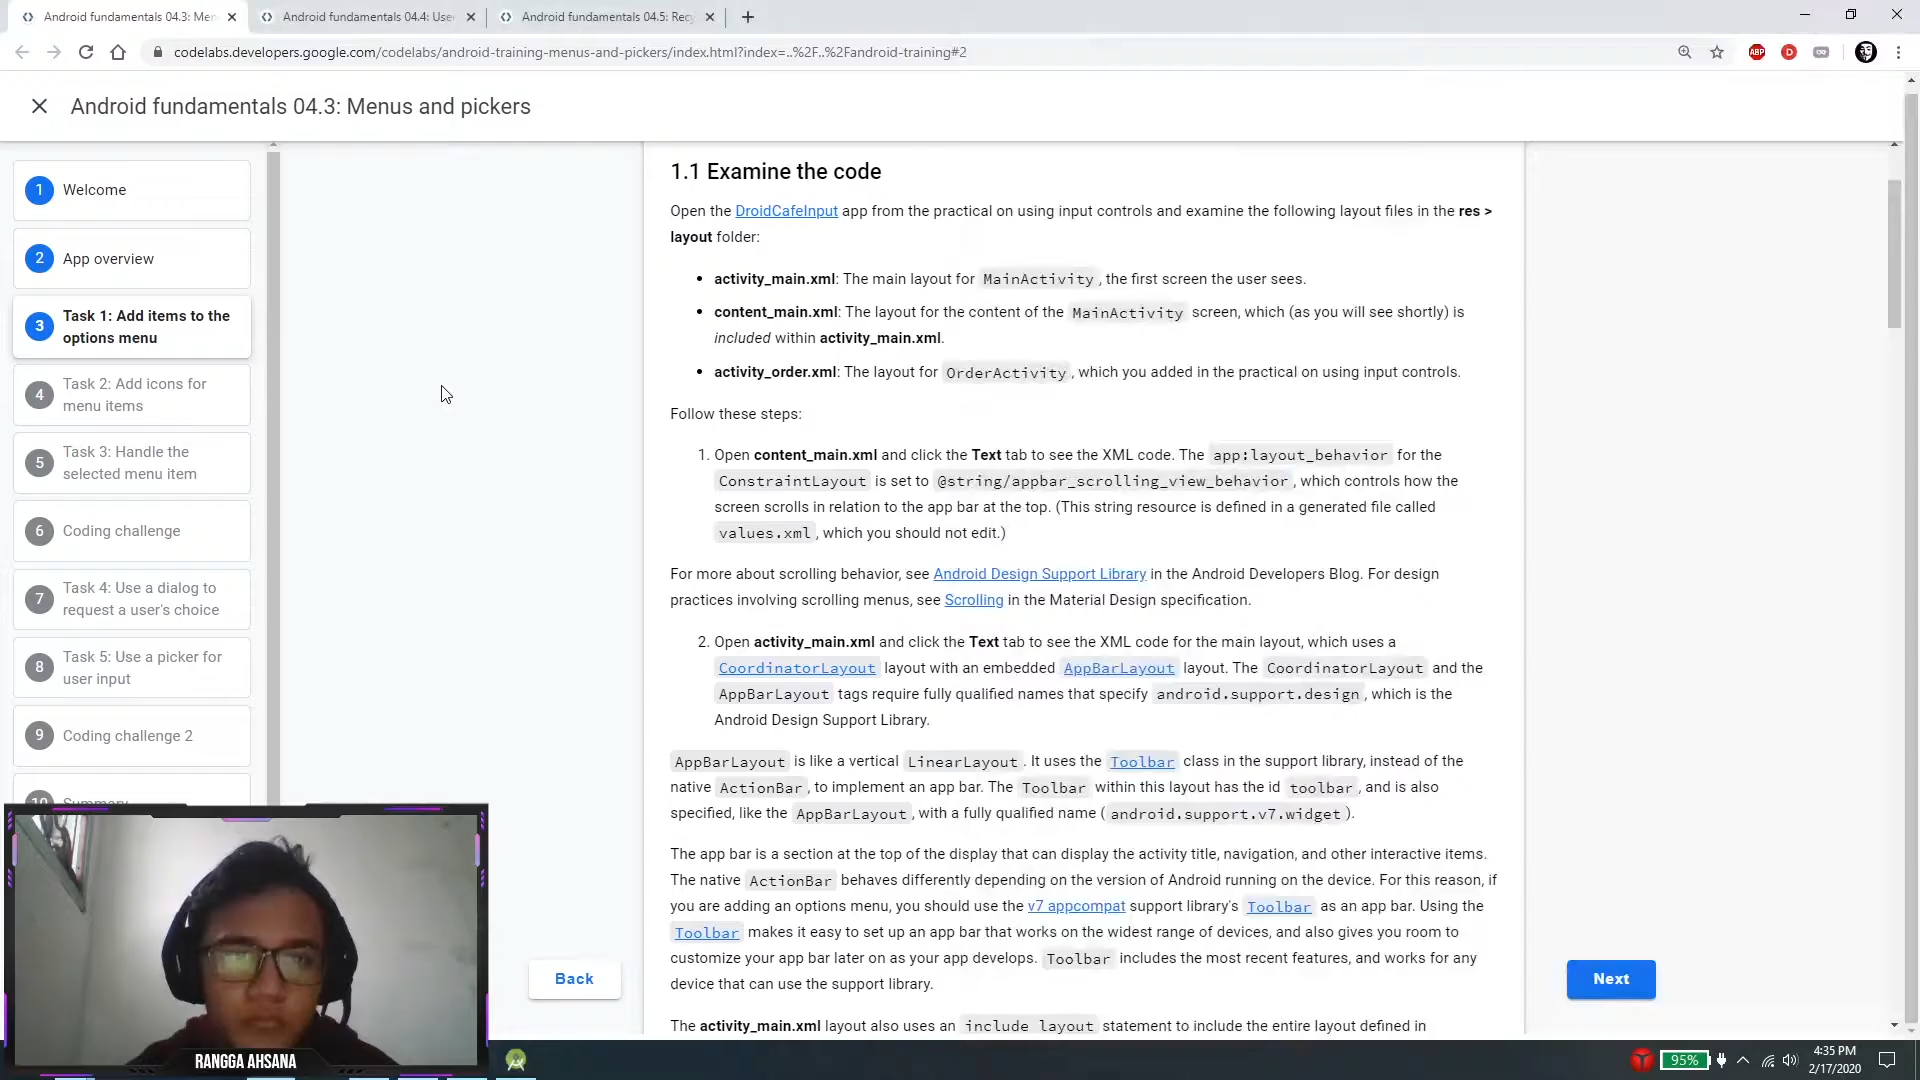 Android fundamentals 04.3: Men
Android fundamentals 04.4: User
Android fundamentals 04.5: Recy
codelabs.developers.google.com/codelabs/android-training-menus-and-pickers/index.html?index=..%2F..%2Fandroid-training#2
ABP
D
Android fundamentals 04.3: Menus and pickers
1 Welcome
2 App overview
3 Task 1: Add items to the
options menu
4 Task 2: Add icons for
menu items
5 Task 3: Handle the
selected menu item
6 Coding challenge
7 Task 4: Use a dialog to
request a user's choice
8 Task 5: Use a picker for
user input
9 Coding challenge 2
10 Summary
1.1 Examine the code
Open the DroidCafeInput app from the practical on using input controls and examine the following layout files in the res >
layout folder:
• activity_main.xml: The main layout for MainActivity, the first screen the user sees.
• content_main.xml: The layout for the content of the MainActivity screen, which (as you will see shortly) is
included within activity_main.xml.
• activity_order.xml: The layout for OrderActivity, which you added in the practical on using input controls.
Follow these steps:
1. Open content_main.xml and click the Text tab to see the XML code. The app:layout_behavior for the
ConstraintLayout is set to @string/appbar_scrolling_view_behavior, which controls how the
screen scrolls in relation to the app bar at the top. (This string resource is defined in a generated file called
values.xml, which you should not edit.)
For more about scrolling behavior, see Android Design Support Library in the Android Developers Blog. For design
practices involving scrolling menus, see Scrolling in the Material Design specification.
2. Open activity_main.xml and click the Text tab to see the XML code for the main layout, which uses a
CoordinatorLayout layout with an embedded AppBarLayout layout. The CoordinatorLayout and the
AppBarLayout tags require fully qualified names that specify android.support.design, which is the
Android Design Support Library.
AppBarLayout is like a vertical LinearLayout. It uses the Toolbar class in the support library, instead of the
native ActionBar, to implement an app bar. The Toolbar within this layout has the id toolbar, and is also
specified, like the AppBarLayout, with a fully qualified name (android.support.v7.widget).
The app bar is a section at the top of the display that can display the activity title, navigation, and other interactive items.
The native ActionBar behaves differently depending on the version of Android running on the device. For this reason, if
you are adding an options menu, you should use the v7 appcompat support library's Toolbar as an app bar. Using the
Toolbar makes it easy to set up an app bar that works on the widest range of devices, and also gives you room to
customize your app bar later on as your app develops. Toolbar includes the most recent features, and works for any
device that can use the support library.
The activity_main.xml layout also uses an include layout statement to include the entire layout defined in
Back
Next
RANGGA AHSANA
95%
4:35 PM
2/17/2020